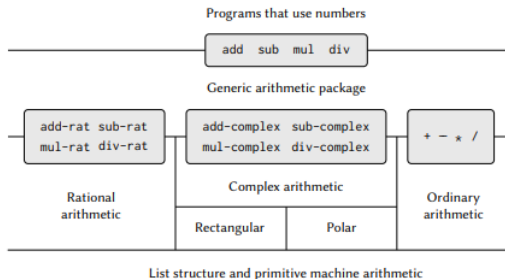 Programs that use numbers
add sub mul div
Generic arithmetic package
add-rat sub-rat
mul-rat div-rat
add-complex sub-complex
mul-complex div-complex
+ − * /
Rational
arithmetic
Complex arithmetic
Ordinary
arithmetic
Rectangular
Polar
List structure and primitive machine arithmetic